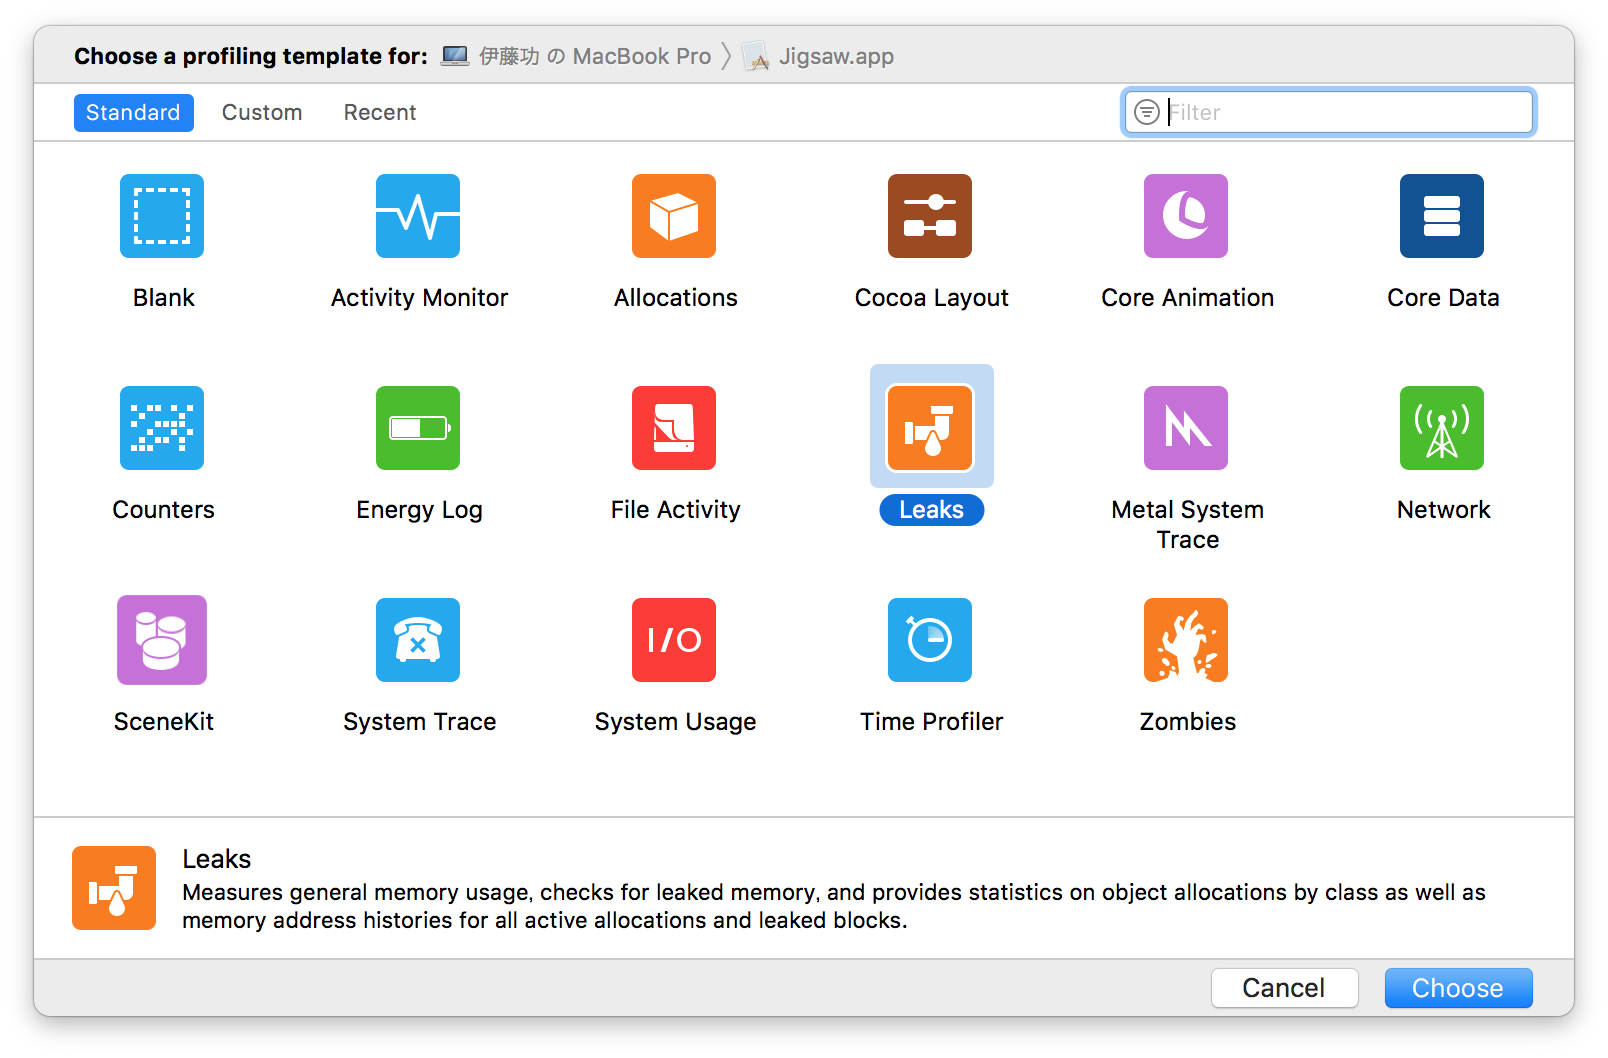 Choose a profiling template for: 伊藤功 の MacBook Pro Jigsaw.app
Standard Custom Recent Filter
Blank Activity Monitor Allocations Cocoa Layout Core Animation Core Data
Counters Energy Log File Activity Leaks Metal System Trace Network
I/O
SceneKit System Trace System Usage Time Profiler Zombies
Leaks
Measures general memory usage, checks for leaked memory, and provides statistics on object allocations by class as well as
memory address histories for all active allocations and leaked blocks.
Cancel Choose